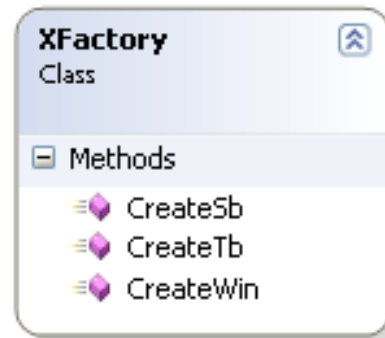 XFactory
Class
Methods
CreateSb
CreateTb
CreateWin